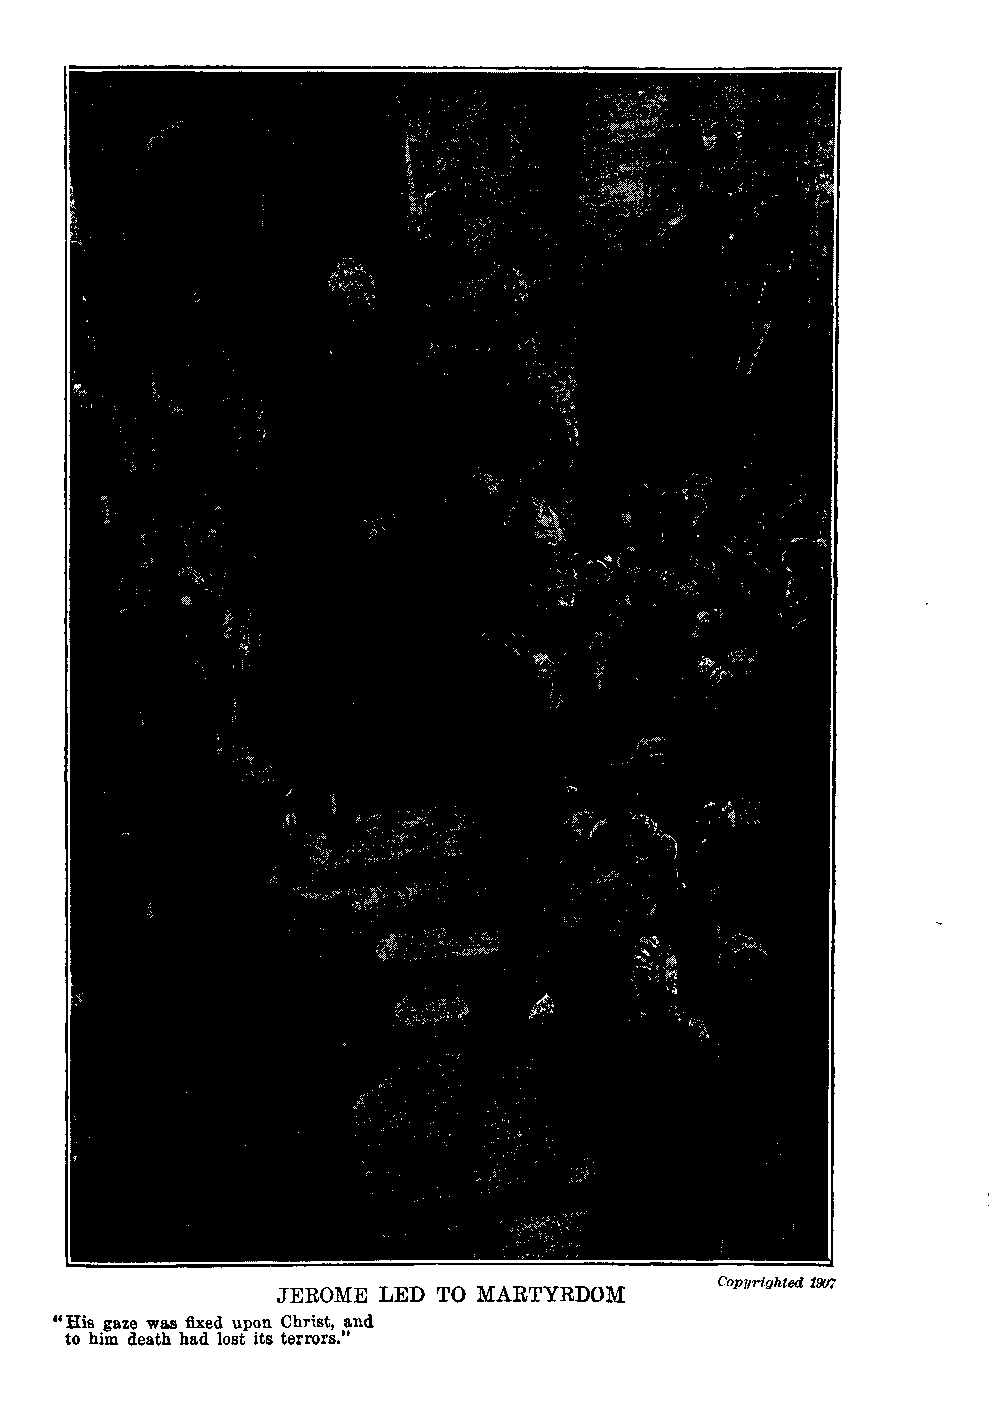 Copyrighted 1907
JEROME LED TO MARTYRDOM
"His gaze was fixed upon Christ, and
to him death had lost its terrors."